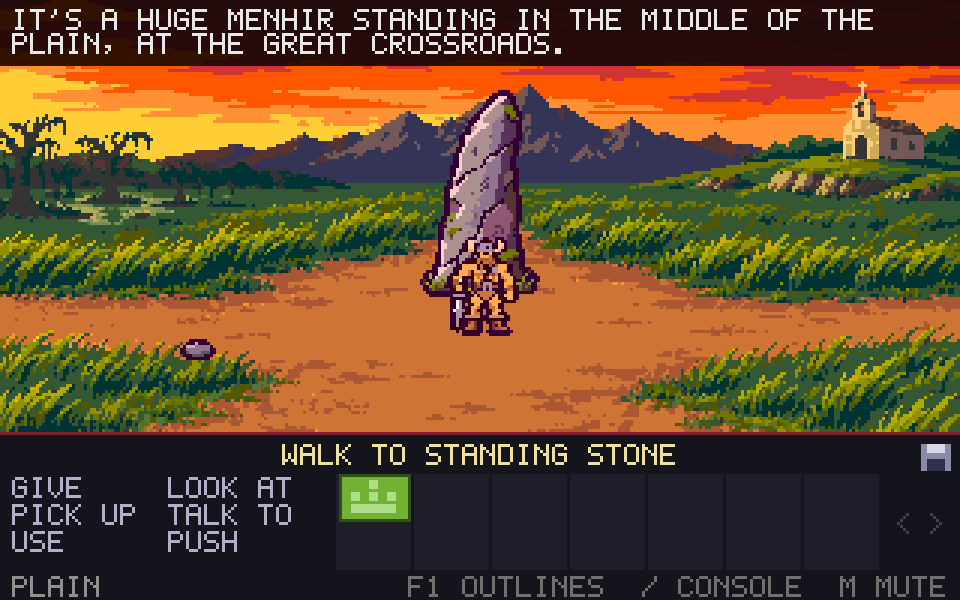 IT'S A HUGE MENHIR STANDING IN THE MIDDLE OF THE
PLAIN, AT THE GREAT CROSSROADS.
WALK TO STANDING STONE
GIVE LOOK AT
PICK UP TALK TO
USE PUSH
PLAIN F1 OUTLINES / CONSOLE M MUTE